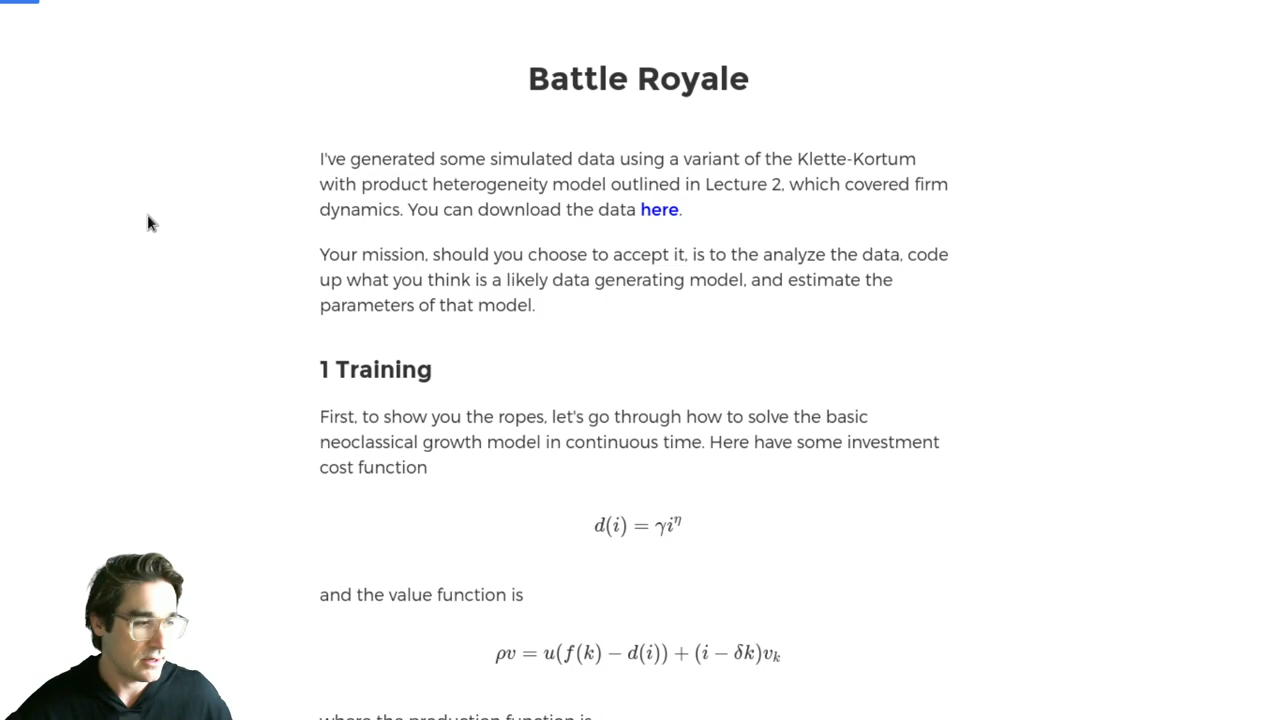 Battle Royale
I've generated some simulated data using a variant of the Klette-Kortum
with product heterogeneity model outlined in Lecture 2, which covered firm
dynamics. You can download the data here.
Your mission, should you choose to accept it, is to the analyze the data, code
up what you think is a likely data generating model, and estimate the
parameters of that model.
1 Training
First, to show you the ropes, let's go through how to solve the basic
neoclassical growth model in continuous time. Here have some investment
cost function
d(i) = γi^η
and the value function is
ρv = u(f(k) − d(i)) + (i − δk)v_k
where the production function is